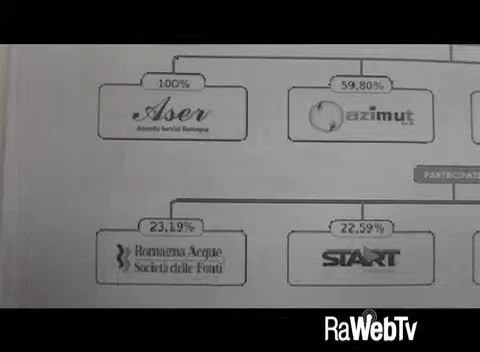 100%
59,80%
Aser
Azienda Servizi Romagna
azimut
PARTECIPATE
23,19%
22,59%
Romagna Acque
Società delle Fonti
START
RaWebTv